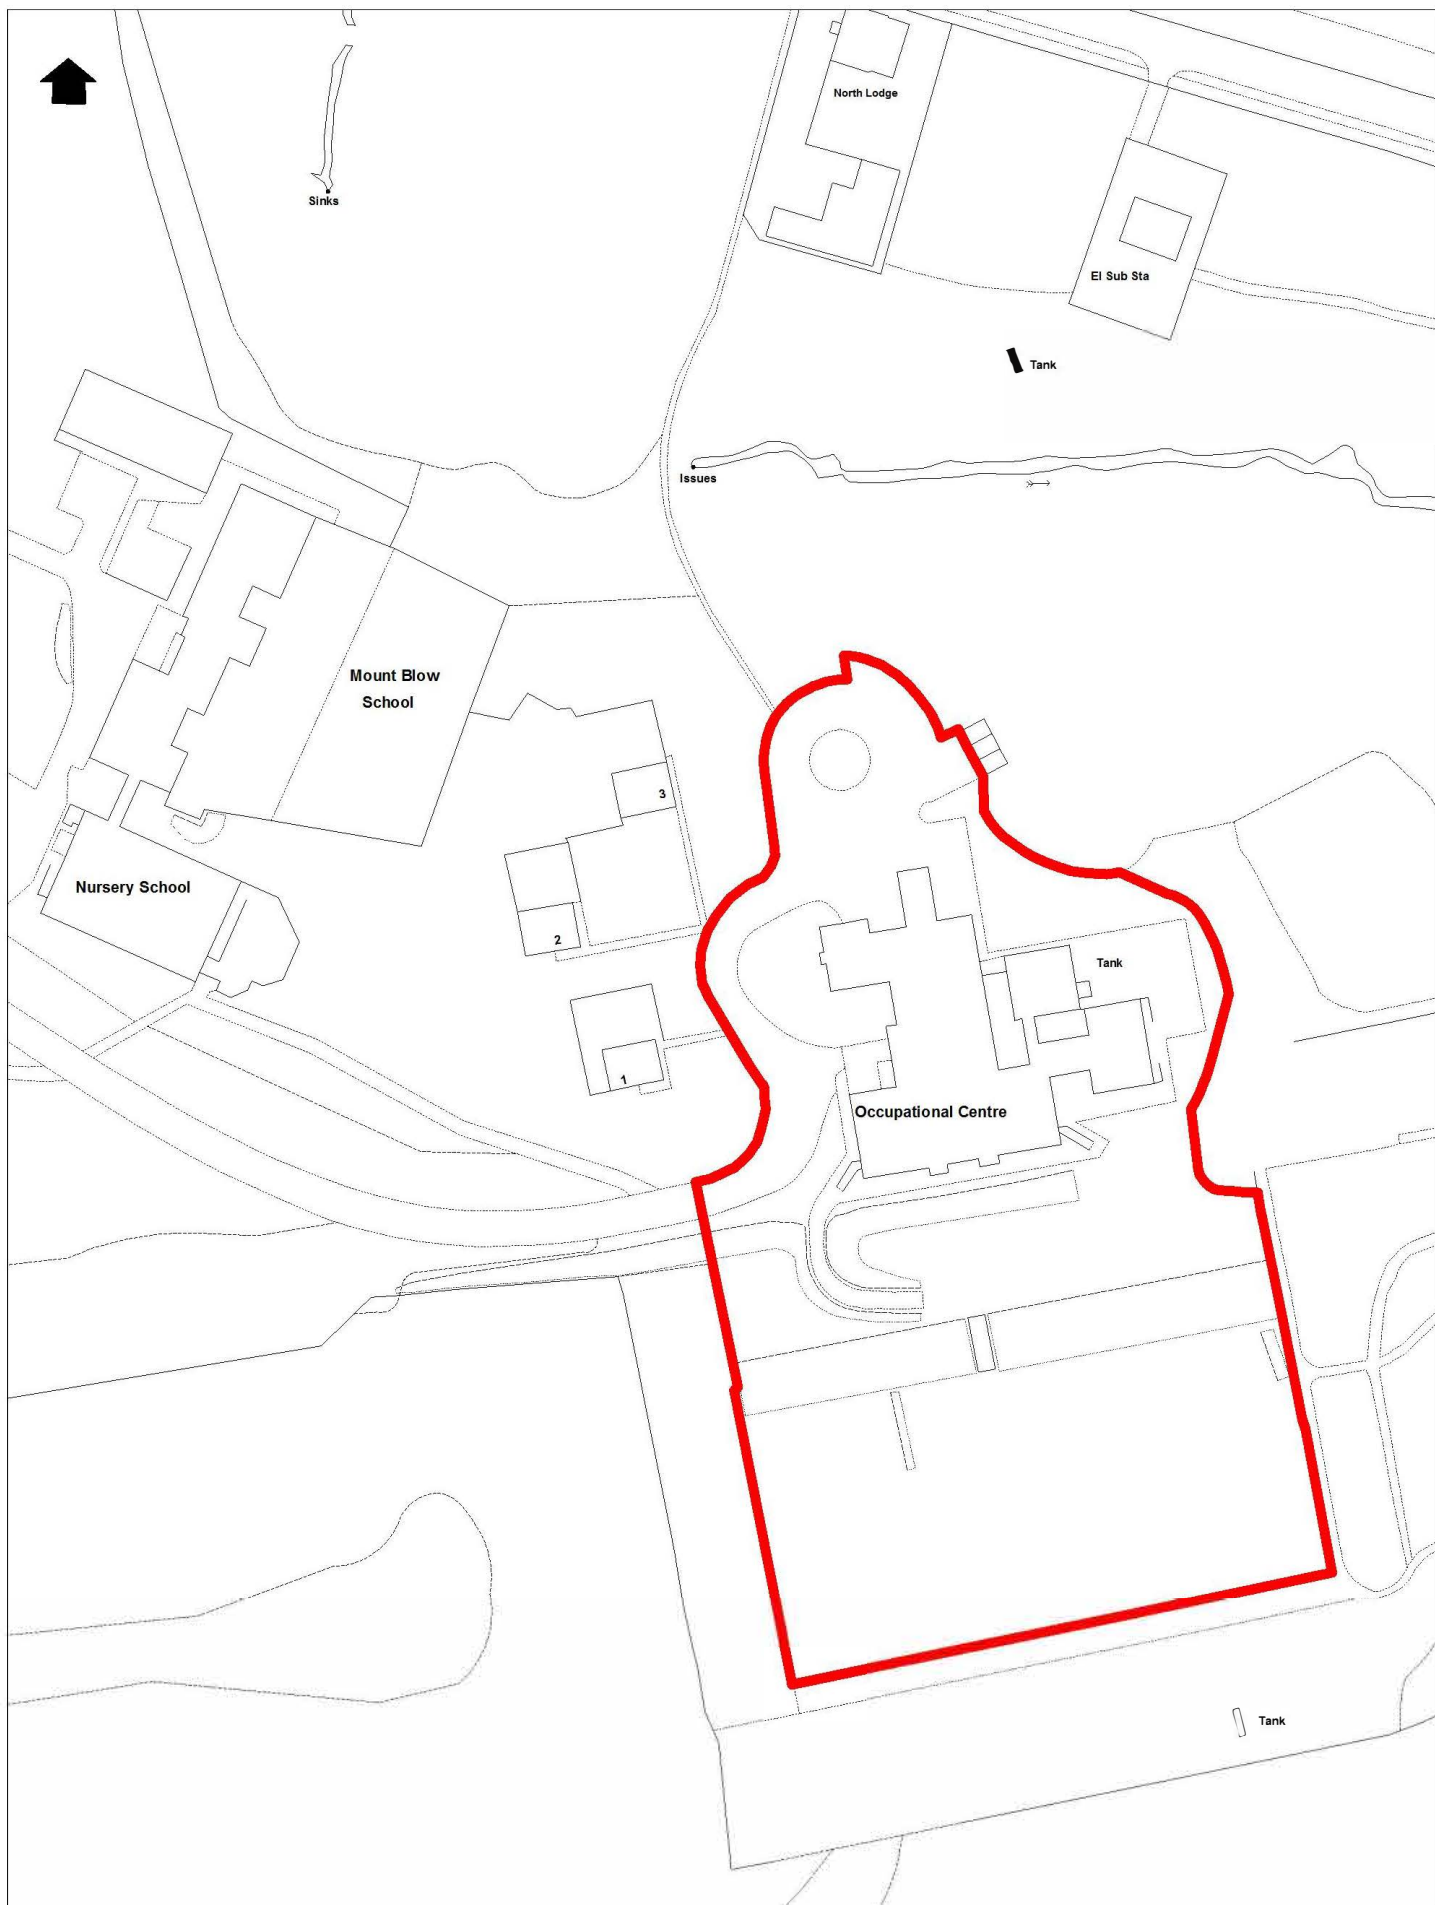 North Lodge
Sinks
El Sub Sta
Tank
Issues
Mount Blow
School
3
Nursery School
2
Tank
1
Occupational Centre
Tank